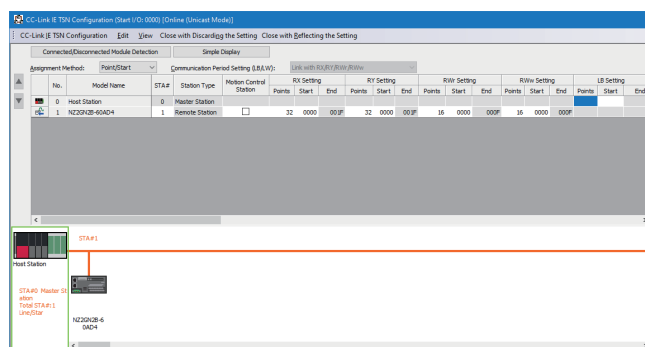 CC-Link IE TSN Configuration (Start I/O: 0000) [Online (Unicast Mode)]
CC-Link IE TSN Configuration Edit View Close with Discarding the Setting Close with Reflecting the Setting
Connected/Disconnected Module Detection Simple Display
Assignment Method: Point/Start Communication Period Setting (LB/LW): Link with RX/RY/RWr/RWw
No. Model Name STA# Station Type Motion Control Station RX Setting RY Setting RWr Setting RWw Setting LB Setting
Points Start End Points Start End Points Start End Points Start End Points Start End
0 Host Station 0 Master Station
1 NZ2GN2B-60AD4 1 Remote Station 32 0000 001F 32 0000 001F 16 0000 000F 16 0000 000F
STA#1
Host Station
STA#0 Master St
ation
Total STA#:1
Line/Star
NZ2GN2B-6
0AD4